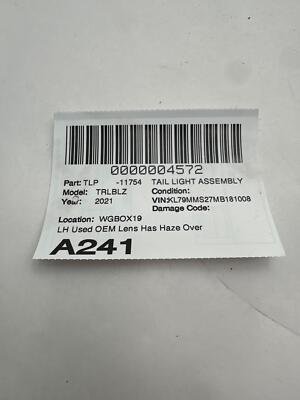 0000004572
Part: TLP -11754 TAIL LIGHT ASSEMBLY
Model: TRLBLZ Condition:
Year: 2021 VIN:KL79MMS27MB181008
Damage Code:
Location: WGBOX19
LH Used OEM Lens Has Haze Over
A241